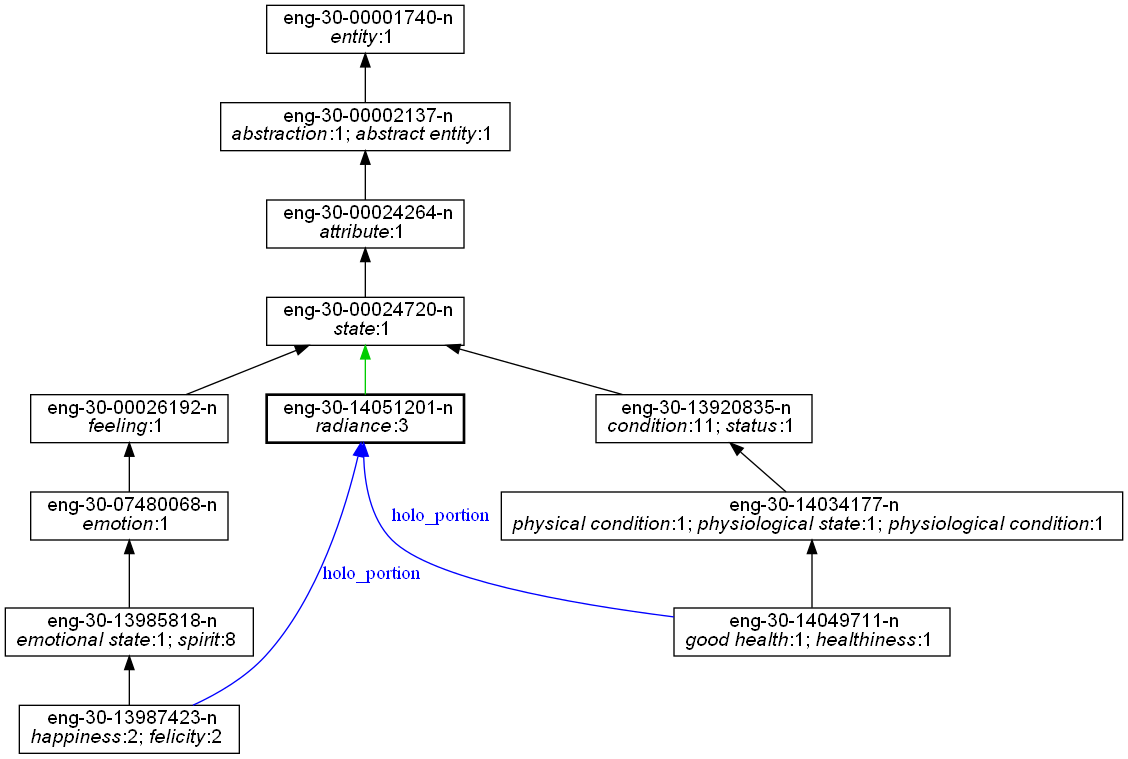 eng-30-00001740-n
entity:1
eng-30-00002137-n
abstraction:1; abstract entity:1
eng-30-00024264-n
attribute:1
eng-30-00024720-n
state:1
eng-30-00026192-n
feeling:1
eng-30-14051201-n
radiance:3
eng-30-13920835-n
condition:11; status:1
eng-30-07480068-n
emotion:1
holo_portion
eng-30-14034177-n
physical condition:1; physiological state:1; physiological condition:1
holo_portion
eng-30-13985818-n
emotional state:1; spirit:8
eng-30-14049711-n
good health:1; healthiness:1
eng-30-13987423-n
happiness:2; felicity:2